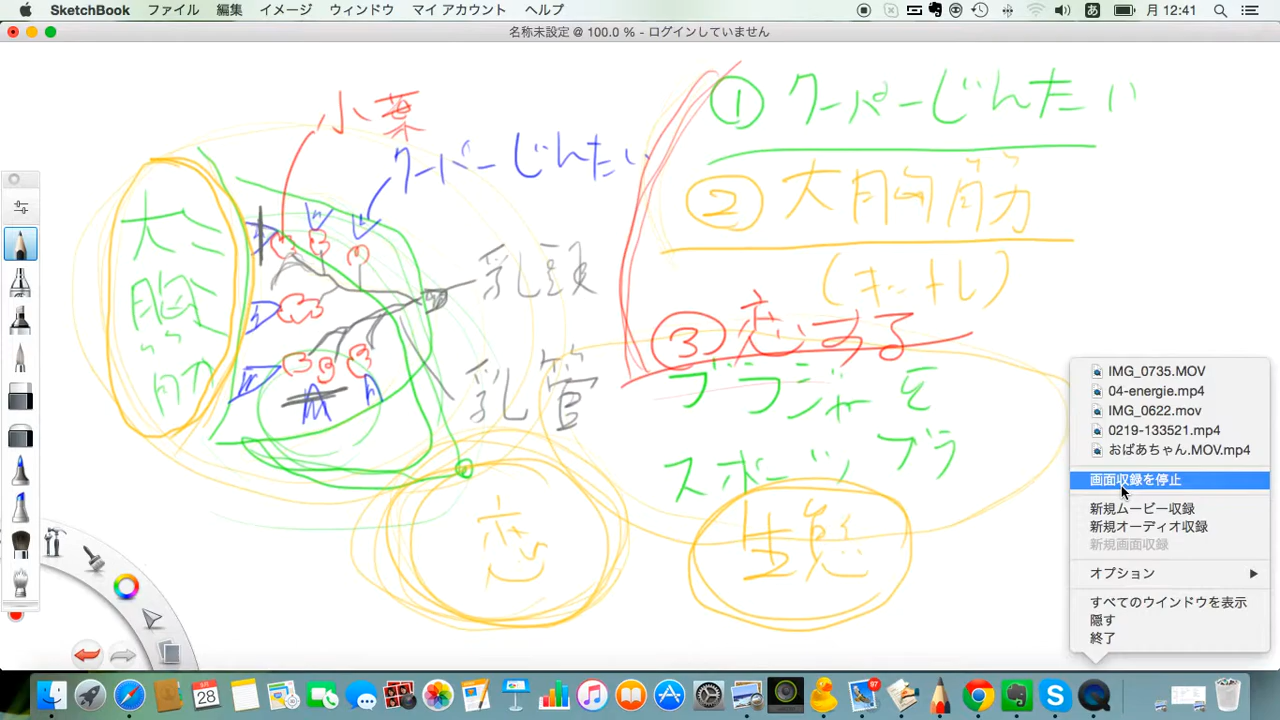 SketchBook ファイル 編集 イメージ ウィンドウ マイ アカウント ヘルプ
あ 月 12:41
名称未設定 @ 100.0 % - ログインしていません
小葉
クーパーじんたい
大胸筋
乳頭
乳管
恋
① クーパーじんたい
② 大胸筋
(キントレ)
③ 恋する
ブラジャーを
スポーツブラ
IMG_0735.MOV
04-energie.mp4
IMG_0622.mov
0219-133521.mp4
おばあちゃん.MOV.mp4
画面収録を停止
新規ムービー収録
新規オーディオ収録
新規画面収録
オプション
すべてのウインドウを表示
隠す
終了
28
97